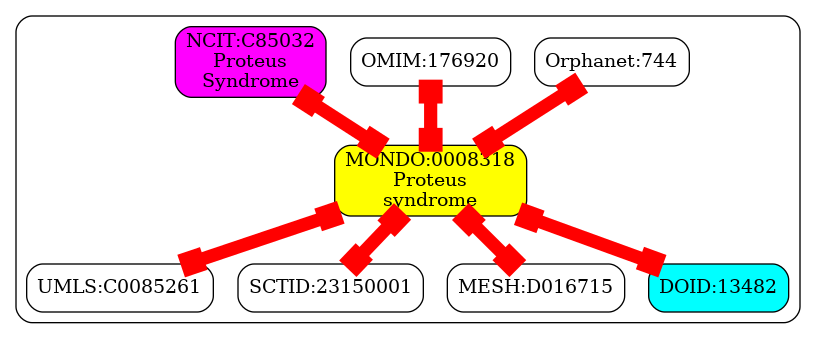 NCIT:C85032
Proteus
Syndrome
OMIM:176920
Orphanet:744
MONDO:0008318
Proteus
syndrome
UMLS:C0085261
SCTID:23150001
MESH:D016715
DOID:13482